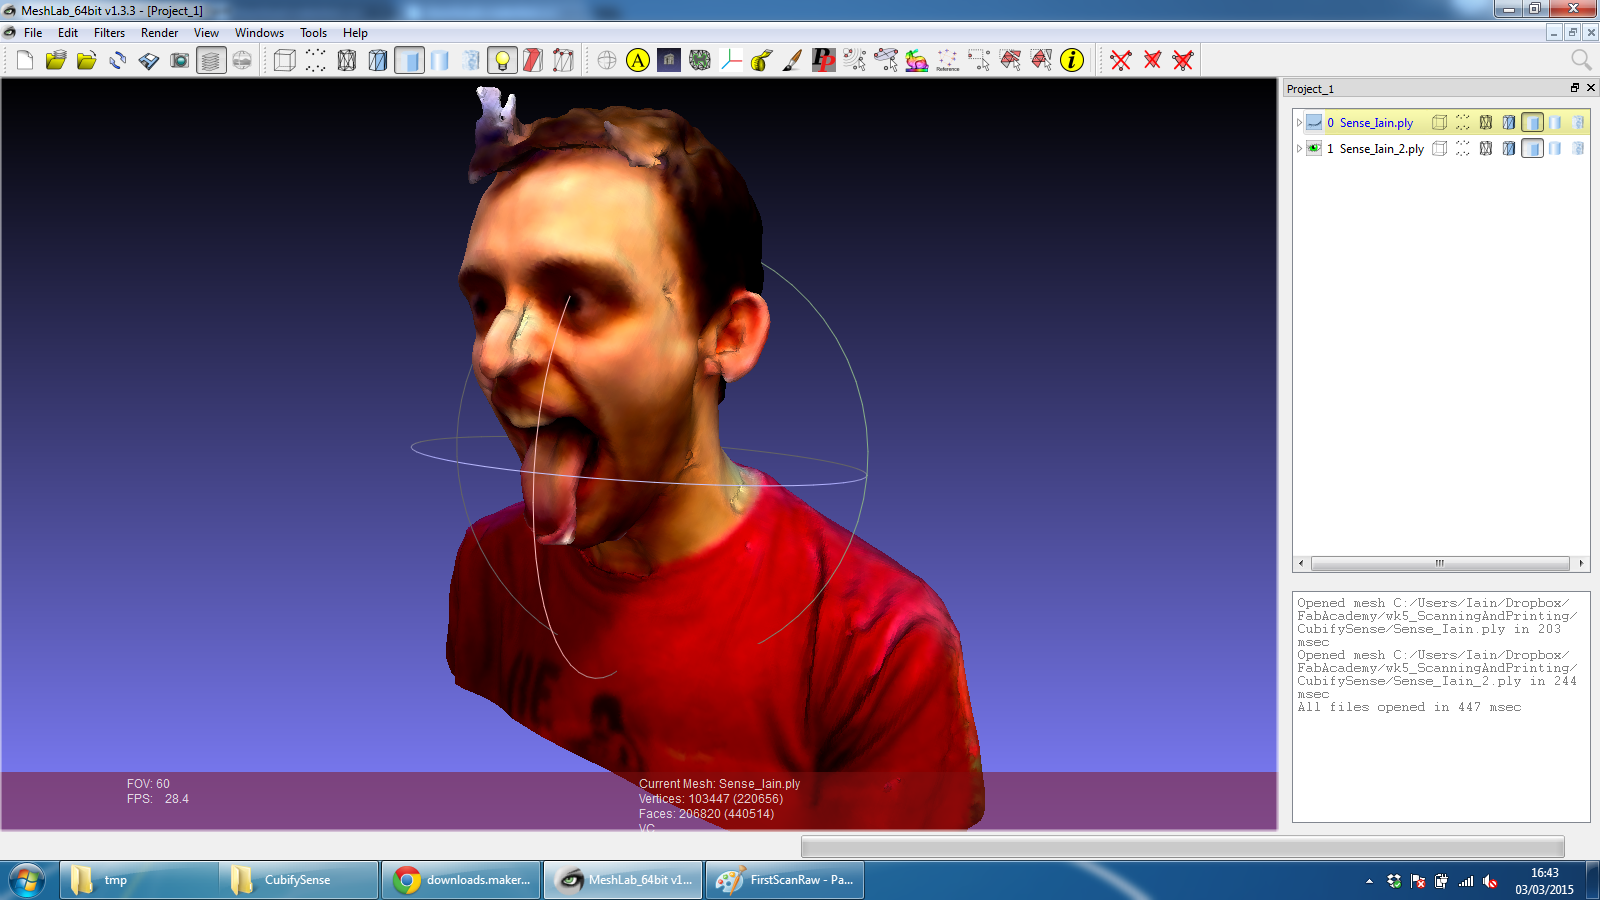 MeshLab_64bit v1.3.3 - [Project_1]
File Edit Filters Render View Windows Tools Help
A
PP
Reference
i
Project_1
0 Sense_Iain.ply
1 Sense_Iain_2.ply
Opened mesh C:/Users/Iain/Dropbox/
FabAcademy/wk5_ScanningAndPrinting/
CubifySense/Sense_Iain.ply in 203
msec
Opened mesh C:/Users/Iain/Dropbox/
FabAcademy/wk5_ScanningAndPrinting/
CubifySense/Sense_Iain_2.ply in 244
msec
All files opened in 447 msec
FOV: 60
FPS: 28.4
Current Mesh: Sense_Iain.ply
Vertices: 103447 (220656)
Faces: 206820 (440514)
VC
tmp
CubifySense
downloads.maker...
MeshLab_64bit v1...
FirstScanRaw - Pa...
16:43
03/03/2015